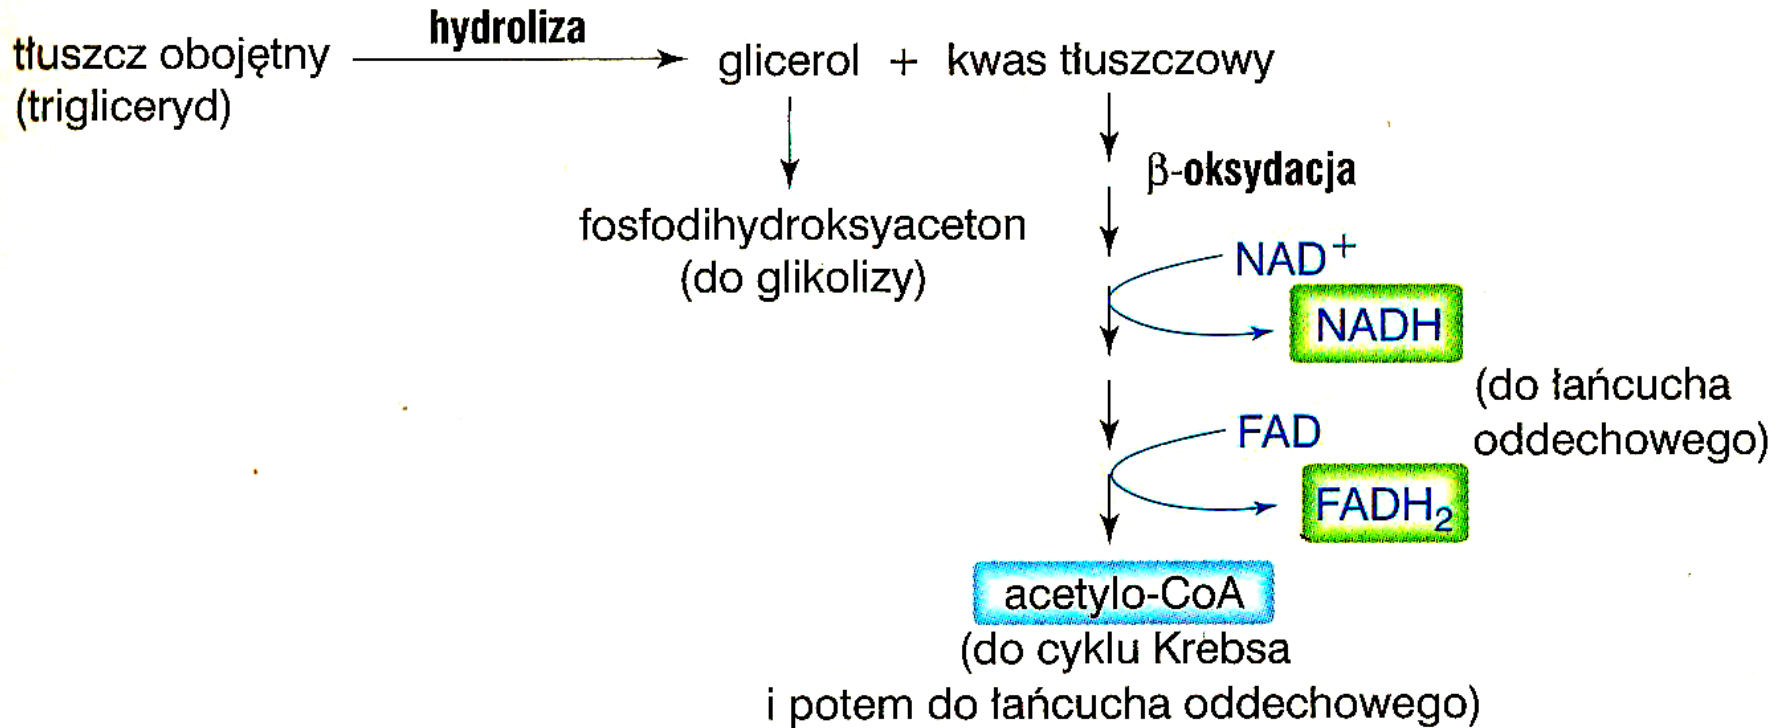 hydroliza
tłuszcz obojętny
(trigliceryd)
glicerol + kwas tłuszczowy
β-oksydacja
fosfodihydroksyaceton
(do glikolizy)
NAD⁺
NADH
(do łańcucha
oddechowego)
FAD
FADH₂
acetylo-CoA
(do cyklu Krebsa
i potem do łańcucha oddechowego)